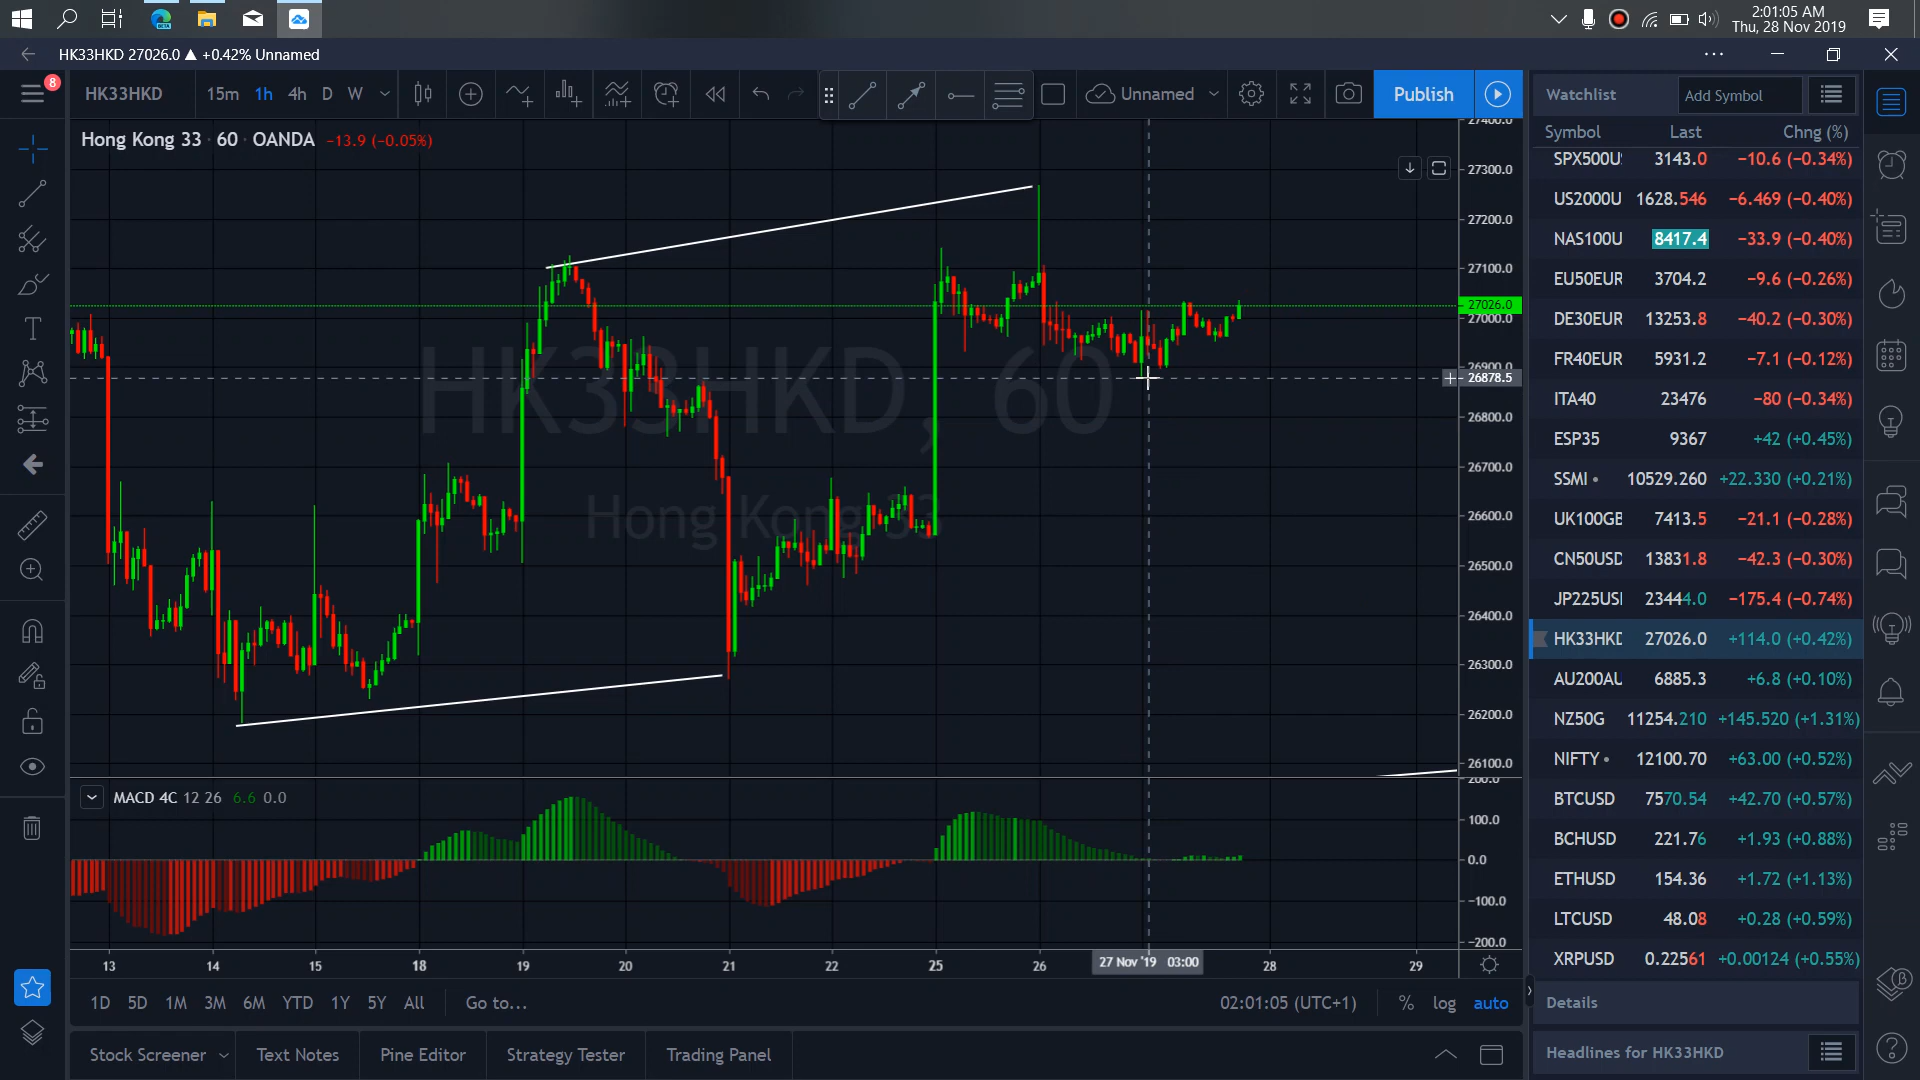 2:01:05 AM
Thu, 28 Nov 2019
HK33HKD 27026.0 ▲ +0.42% Unnamed
8
HK33HKD 15m 1h 4h D W Unnamed Publish
Watchlist Add Symbol
Hong Kong 33 · 60 · OANDA −13.9 (−0.05%)
Symbol Last Chng (%)
SPX500U 3143.0 −10.6 (−0.34%)
US2000U 1628.546 −6.469 (−0.40%)
NAS100U 8417.4 −33.9 (−0.40%)
EU50EUR 3704.2 −9.6 (−0.26%)
DE30EUR 13253.8 −40.2 (−0.30%)
FR40EUR 5931.2 −7.1 (−0.12%)
ITA40 23476 −80 (−0.34%)
ESP35 9367 +42 (+0.45%)
SSMI • 10529.260 +22.330 (+0.21%)
UK100GB 7413.5 −21.1 (−0.28%)
CN50USD 13831.8 −42.3 (−0.30%)
JP225USI 23444.0 −175.4 (−0.74%)
HK33HKD 27026.0 +114.0 (+0.42%)
AU200AU 6885.3 +6.8 (+0.10%)
NZ50G 11254.210 +145.520 (+1.31%)
NIFTY • 12100.70 +63.00 (+0.52%)
BTCUSD 7570.54 +42.70 (+0.57%)
BCHUSD 221.76 +1.93 (+0.88%)
ETHUSD 154.36 +1.72 (+1.13%)
LTCUSD 48.08 +0.28 (+0.59%)
XRPUSD 0.22561 +0.00124 (+0.55%)
Details
Headlines for HK33HKD
27400.0
27300.0
27200.0
27100.0
27026.0
27000.0
26900.0
26878.5
26800.0
26700.0
26600.0
26500.0
26400.0
26300.0
26200.0
26100.0
HK33HKD, 60
Hong Kong 33
MACD 4C 12 26 6.6 0.0
200.0
100.0
0.0
−100.0
−200.0
13 14 15 18 19 20 21 22 25 26 27 Nov '19 03:00 28 29
1D 5D 1M 3M 6M YTD 1Y 5Y All Go to... 02:01:05 (UTC+1) % log auto
Stock Screener Text Notes Pine Editor Strategy Tester Trading Panel